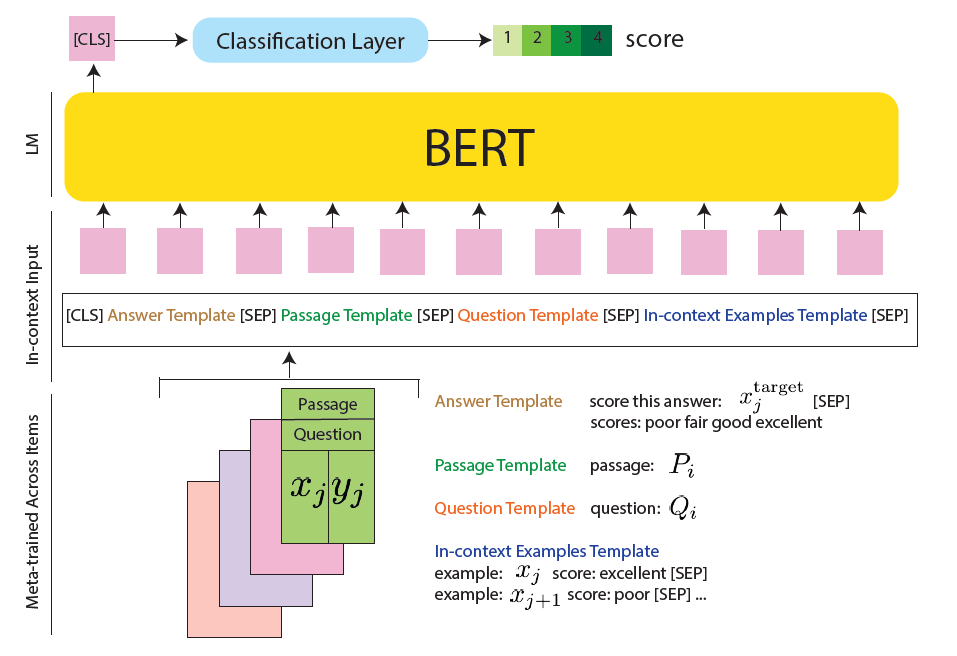 [CLS] Classification Layer 1 2 3 4 score
LM
BERT
In-context Input
[CLS] Answer Template [SEP] Passage Template [SEP] Question Template [SEP] In-context Examples Template [SEP]
Meta-trained Across Items
Passage
Question
x_j y_j
Answer Template score this answer: x_j^target [SEP]
scores: poor fair good excellent
Passage Template passage: P_i
Question Template question: Q_i
In-context Examples Template
example: x_j score: excellent [SEP]
example: x_{j+1} score: poor [SEP] ...